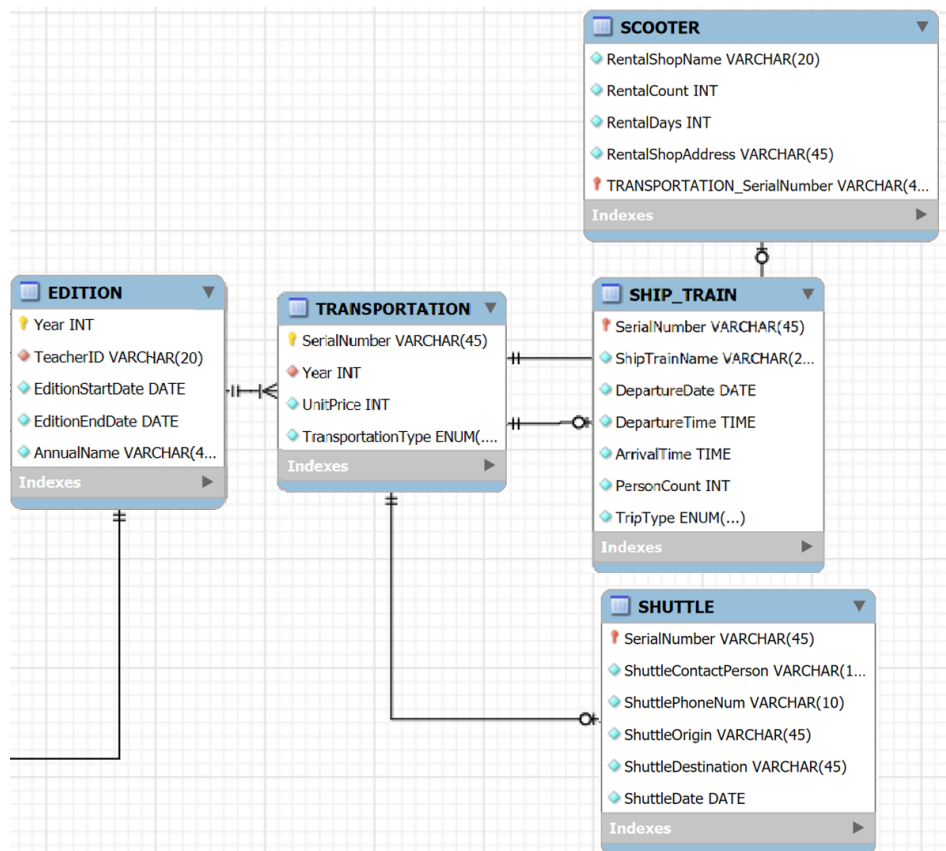 SCOOTER
RentalShopName VARCHAR(20)
RentalCount INT
RentalDays INT
RentalShopAddress VARCHAR(45)
TRANSPORTATION_SerialNumber VARCHAR(4...
Indexes
EDITION
Year INT
TeacherID VARCHAR(20)
EditionStartDate DATE
EditionEndDate DATE
AnnualName VARCHAR(4...
Indexes
TRANSPORTATION
SerialNumber VARCHAR(45)
Year INT
UnitPrice INT
TransportationType ENUM(....
Indexes
SHIP_TRAIN
SerialNumber VARCHAR(45)
ShipTrainName VARCHAR(2...
DepartureDate DATE
DepartureTime TIME
ArrivalTime TIME
PersonCount INT
TripType ENUM(...)
Indexes
SHUTTLE
SerialNumber VARCHAR(45)
ShuttleContactPerson VARCHAR(1...
ShuttlePhoneNum VARCHAR(10)
ShuttleOrigin VARCHAR(45)
ShuttleDestination VARCHAR(45)
ShuttleDate DATE
Indexes